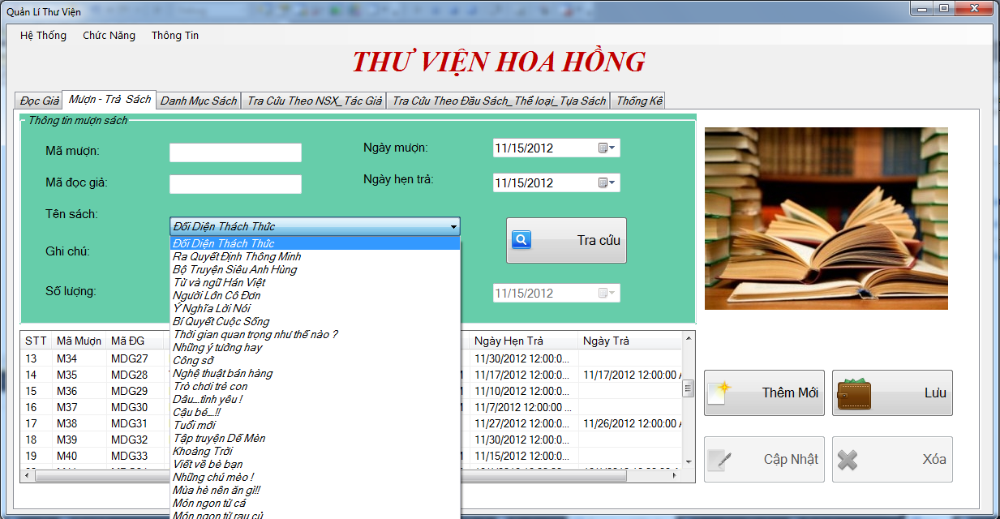 Quản Lí Thư Viện
Hệ Thống Chức Năng Thông Tin
THƯ VIỆN HOA HỒNG
Đọc Giả Mượn - Trả Sách Danh Mục Sách Tra Cứu Theo NSX_Tác Giả Tra Cứu Theo Đầu Sách_Thể loại_Tựa Sách Thống Kê
Thông tin mượn sách
Mã mượn:
Ngày mượn: 11/15/2012
Mã đọc giả:
Ngày hẹn trả: 11/15/2012
Tên sách:
Đối Diện Thách Thức
Tra cứu
Ghi chú:
Số lượng:
11/15/2012
Đối Diện Thách Thức
Ra Quyết Định Thông Minh
Bộ Truyện Siêu Anh Hùng
Từ và ngữ Hán Việt
Người Lớn Cô Đơn
Ý Nghĩa Lời Nói
Bí Quyết Cuộc Sống
Thời gian quan trọng như thế nào ?
Những ý tưởng hay
Công sở
Nghệ thuật bán hàng
Trò chơi trẻ con
Dâu....tình yêu !
Cậu bé....!!
Tuổi mới
Tập truyện Dế Mèn
Khoảng Trời
Viết về bè bạn
Những chú mèo !
Mùa hè nên ăn gì!!
Món ngon từ cá
Món ngon từ rau củ
STT Mã Mượn Mã ĐG Ngày Hẹn Trả Ngày Trả
13 M34 MDG27 11/30/2012 12:00:0...
14 M35 MDG28 11/17/2012 12:00:0... 11/17/2012 12:00:00
15 M36 MDG29 11/10/2012 12:00:0...
16 M37 MDG30 11/7/2012 12:00:0...
17 M38 MDG31 11/27/2012 12:00:0... 11/26/2012 12:00:00
18 M39 MDG32 11/30/2012 12:00:0...
19 M40 MDG33 11/15/2012 12:00:0...
Thêm Mới Lưu
Cập Nhật Xóa